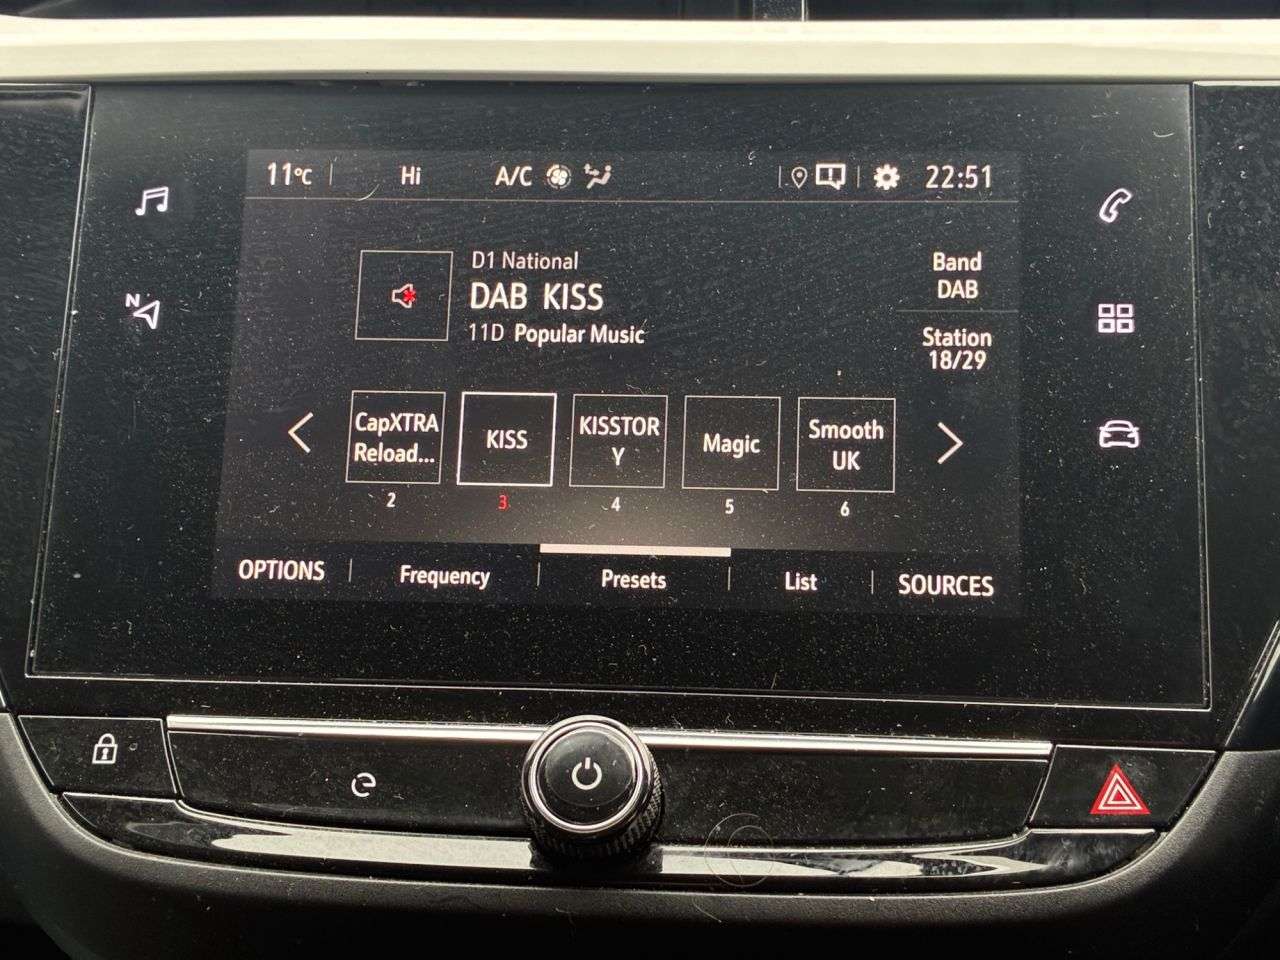 11°C Hi A/C 22:51
N
D1 National
DAB KISS
11D Popular Music
Band
DAB
Station
18/29
CapXTRA
Reload...
KISS
KISSTOR
Y
Magic
Smooth
UK
2 3 4 5 6
OPTIONS Frequency Presets List SOURCES